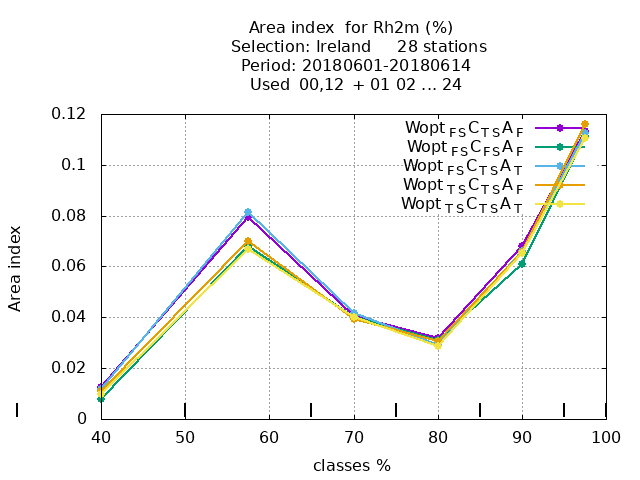 Area index  for Rh2m (%)
Selection: Ireland     28 stations
Period: 20180601-20180614
Used  00,12  + 01 02 ... 24
0.12
0.1
0.08
0.06
0.04
0.02
0
Area index
Wopt FS C TS A F
Wopt FS C FS A F
Wopt FS C TS A T
Wopt TS C TS A F
Wopt TS C TS A T
40 50 60 70 80 90 100
classes %